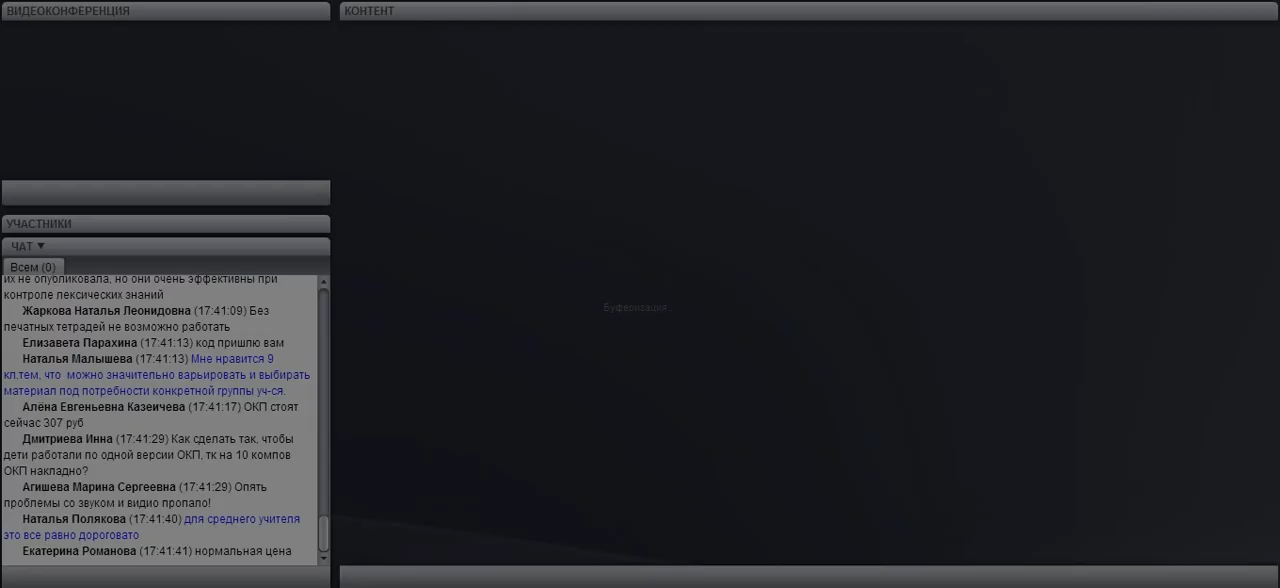 ВИДЕОКОНФЕРЕНЦИЯ
КОНТЕНТ
УЧАСТНИКИ
ЧАТ ▼
Всем (0)
их не опубликовала, но они очень эффективны при
контроле лексических знаний
Жаркова Наталья Леонидовна (17:41:09) Без
печатных тетрадей не возможно работать
Елизавета Парахина (17:41:13) код пришлю вам
Наталья Малышева (17:41:13) Мне нравится 9
кл.тем, что можно значительно варьировать и выбирать
материал под потребности конкретной группы уч-ся.
Алёна Евгеньевна Казеичева (17:41:17) ОКП стоят
сейчас 307 руб
Дмитриева Инна (17:41:29) Как сделать так, чтобы
дети работали по одной версии ОКП, тк на 10 компов
ОКП накладно?
Агишева Марина Сергеевна (17:41:29) Опять
проблемы со звуком и видио пропало!
Наталья Полякова (17:41:40) для среднего учителя
это все равно дороговато
Екатерина Романова (17:41:41) нормальная цена
Буферизация